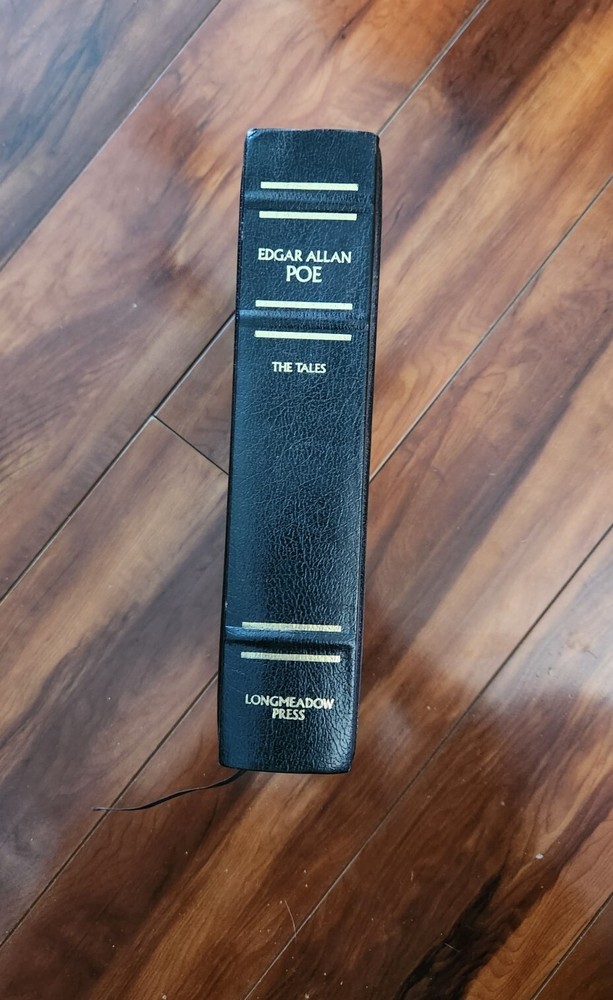 EDGAR ALLAN
POE
THE TALES
LONGMEADOW
PRESS